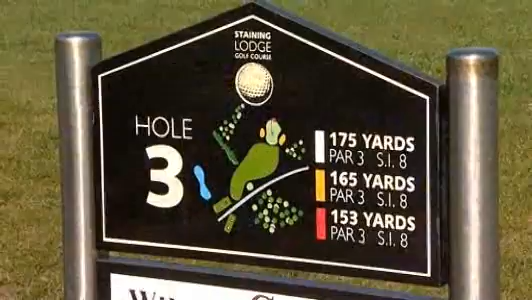 STAINING
LODGE
GOLF COURSE
HOLE
3
175 YARDS
PAR 3 S.I. 8
165 YARDS
PAR 3 S.I. 8
153 YARDS
PAR 3 S.I. 8